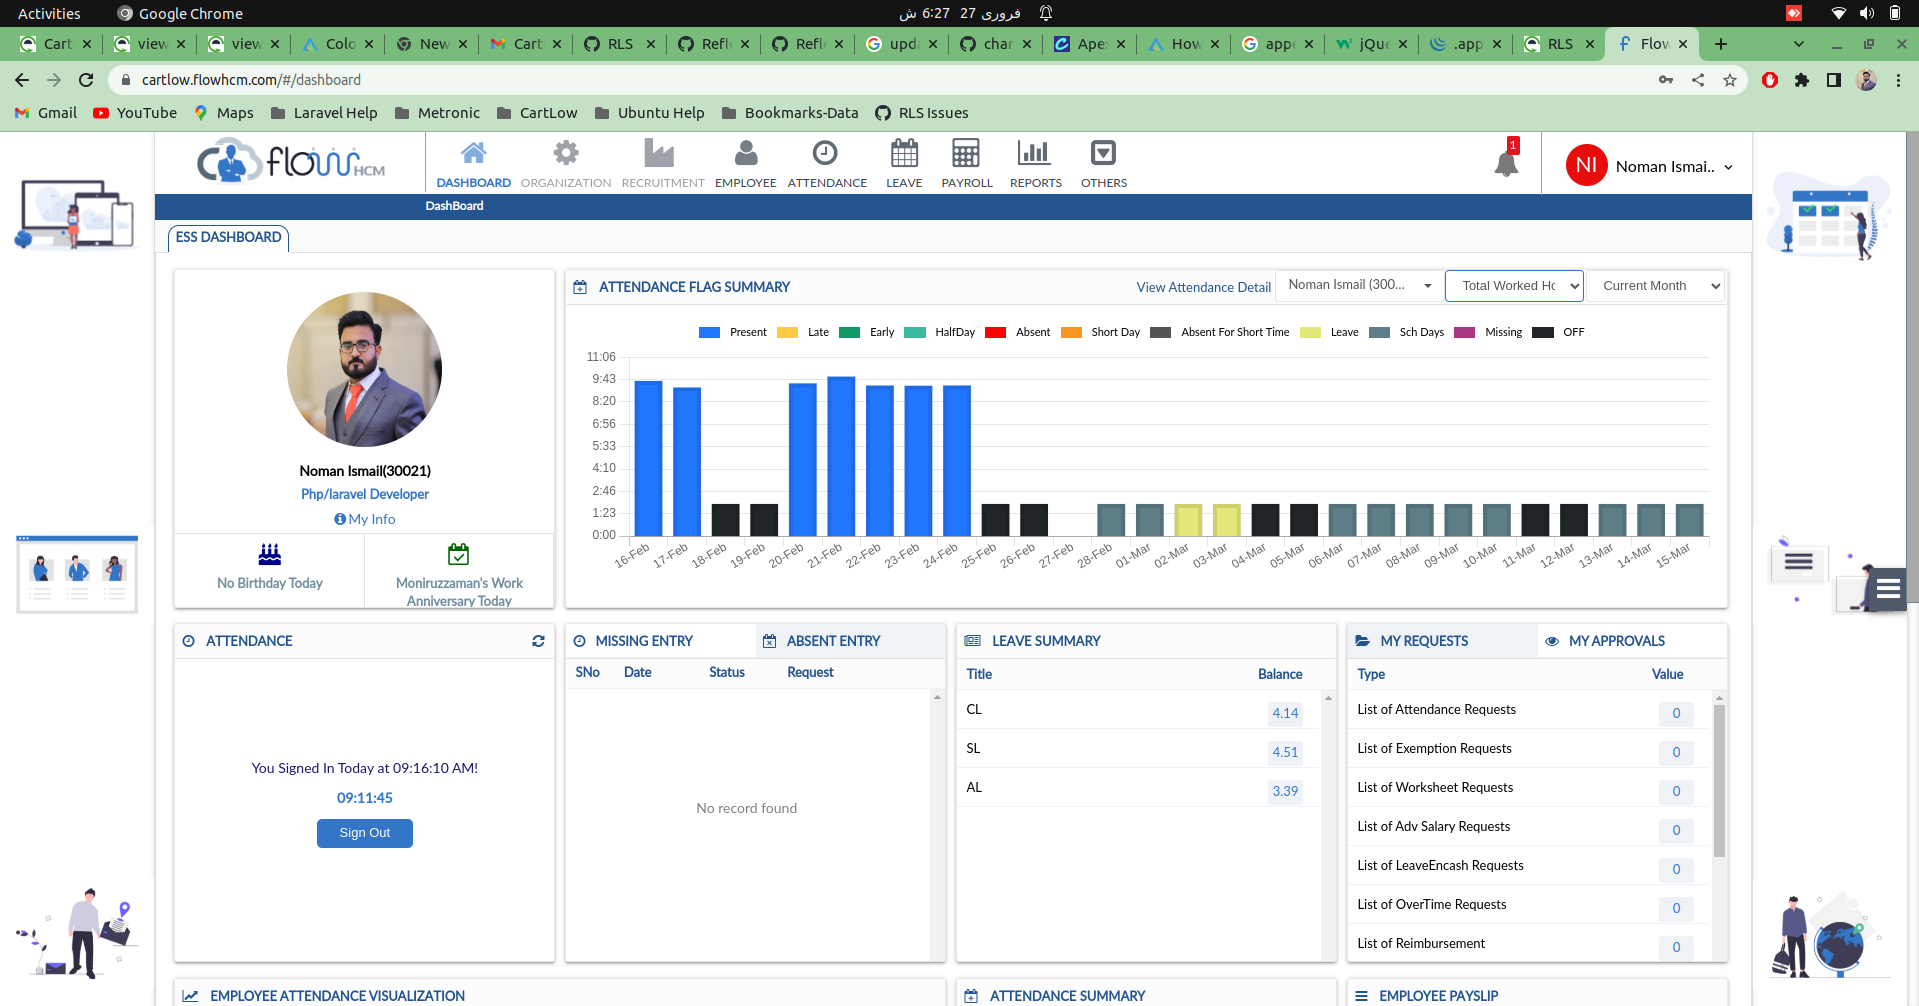 Activities
Google Chrome
فروری 27  6:27 ش
Cart
view
view
Colo
New
Cart
RLS
Refle
Refle
upda
char
Apex
How
appe
jQue
.app
RLS
Flow
cartlow.flowhcm.com/#/dashboard
Gmail
YouTube
Maps
Laravel Help
Metronic
CartLow
Ubuntu Help
Bookmarks-Data
RLS Issues
flowHCM
DASHBOARD
ORGANIZATION
RECRUITMENT
EMPLOYEE
ATTENDANCE
LEAVE
PAYROLL
REPORTS
OTHERS
1
NI
Noman Ismai..
DashBoard
ESS DASHBOARD
Noman Ismail(30021)
Php/laravel Developer
My Info
No Birthday Today
Moniruzzaman's Work
Anniversary Today
ATTENDANCE FLAG SUMMARY
View Attendance Detail
Noman Ismail (300...
Total Worked Hc
Current Month
Present
Late
Early
HalfDay
Absent
Short Day
Absent For Short Time
Leave
Sch Days
Missing
OFF
11:06
9:43
8:20
6:56
5:33
4:10
2:46
1:23
0:00
16-Feb
17-Feb
18-Feb
19-Feb
20-Feb
21-Feb
22-Feb
23-Feb
24-Feb
25-Feb
26-Feb
27-Feb
28-Feb
01-Mar
02-Mar
03-Mar
04-Mar
05-Mar
06-Mar
07-Mar
08-Mar
09-Mar
10-Mar
11-Mar
12-Mar
13-Mar
14-Mar
15-Mar
ATTENDANCE
You Signed In Today at 09:16:10 AM!
09:11:45
Sign Out
MISSING ENTRY
ABSENT ENTRY
SNo
Date
Status
Request
No record found
LEAVE SUMMARY
Title
Balance
CL
4.14
SL
4.51
AL
3.39
MY REQUESTS
MY APPROVALS
Type
Value
List of Attendance Requests
0
List of Exemption Requests
0
List of Worksheet Requests
0
List of Adv Salary Requests
0
List of LeaveEncash Requests
0
List of OverTime Requests
0
List of Reimbursement
0
EMPLOYEE ATTENDANCE VISUALIZATION
ATTENDANCE SUMMARY
EMPLOYEE PAYSLIP